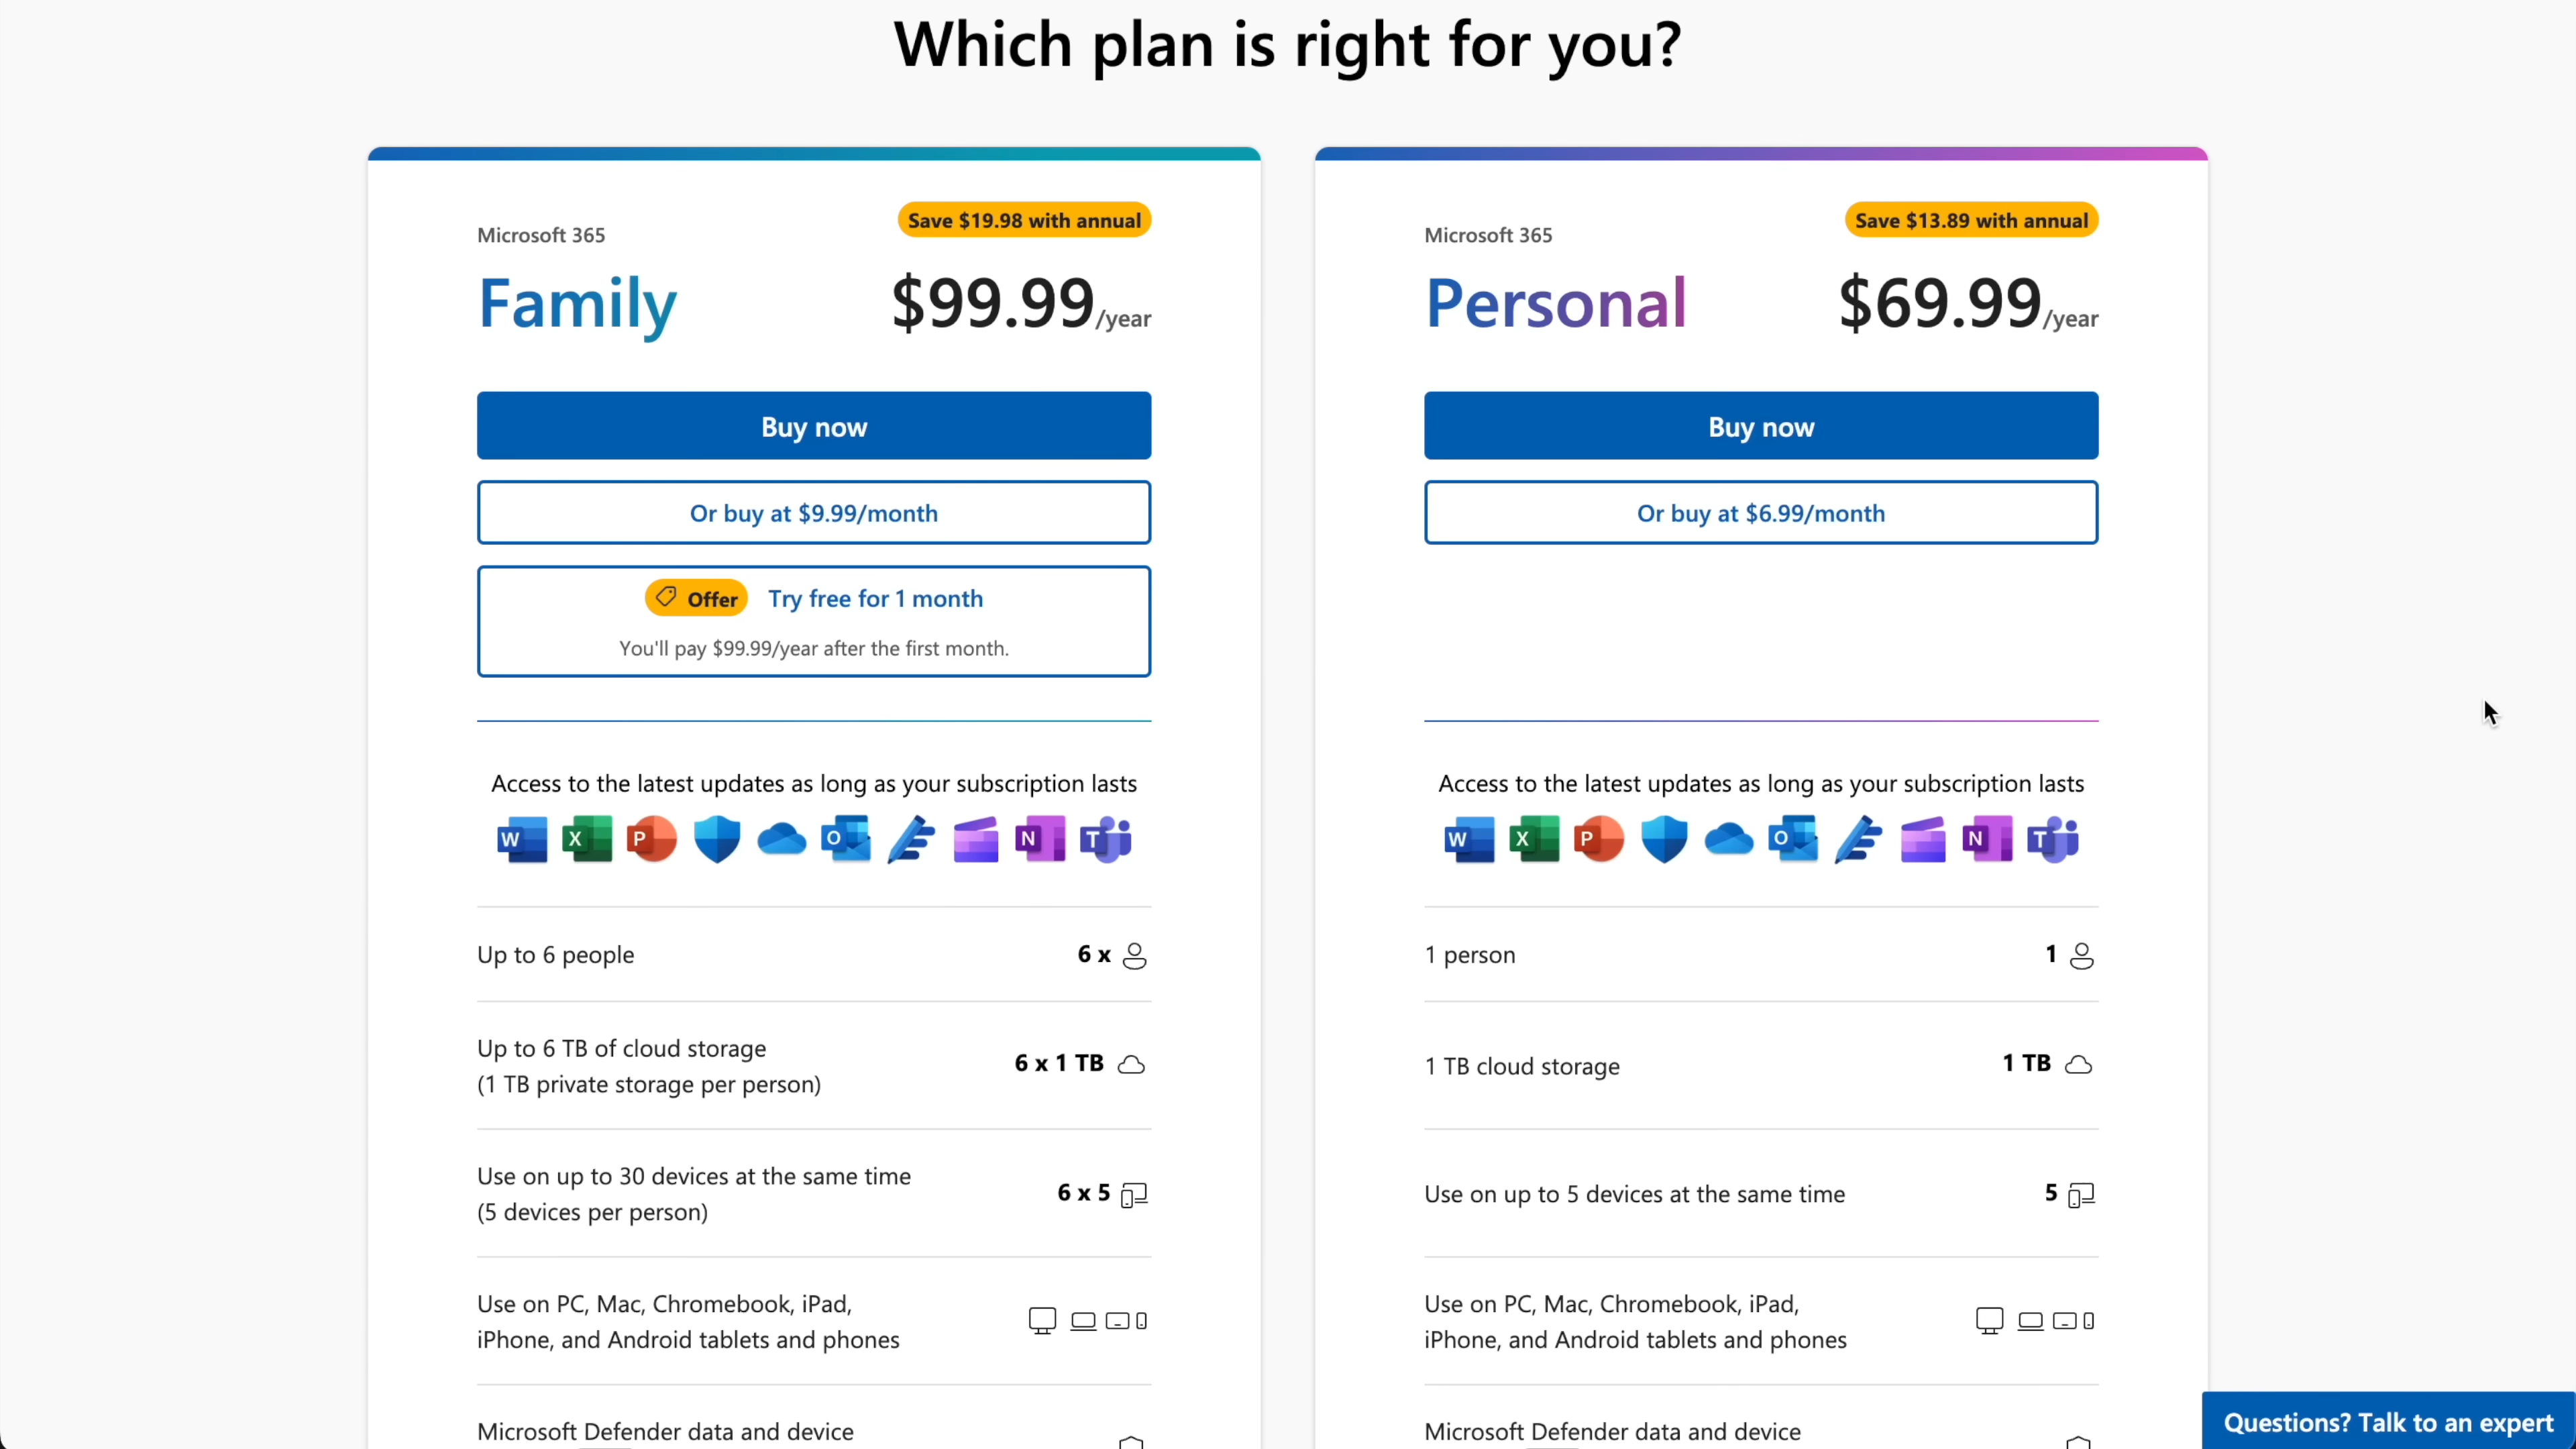 Which plan is right for you?
Microsoft 365
Save $19.98 with annual
Family
$99.99/year
Buy now
Or buy at $9.99/month
Offer Try free for 1 month
You'll pay $99.99/year after the first month.
Access to the latest updates as long as your subscription lasts
W X P O N T
Up to 6 people
6 x
Up to 6 TB of cloud storage
(1 TB private storage per person)
6 x 1 TB
Use on up to 30 devices at the same time
(5 devices per person)
6 x 5
Use on PC, Mac, Chromebook, iPad,
iPhone, and Android tablets and phones
Microsoft Defender data and device
Microsoft 365
Save $13.89 with annual
Personal
$69.99/year
Buy now
Or buy at $6.99/month
Access to the latest updates as long as your subscription lasts
W X P O N T
1 person
1
1 TB cloud storage
1 TB
Use on up to 5 devices at the same time
5
Use on PC, Mac, Chromebook, iPad,
iPhone, and Android tablets and phones
Microsoft Defender data and device
Questions? Talk to an expert